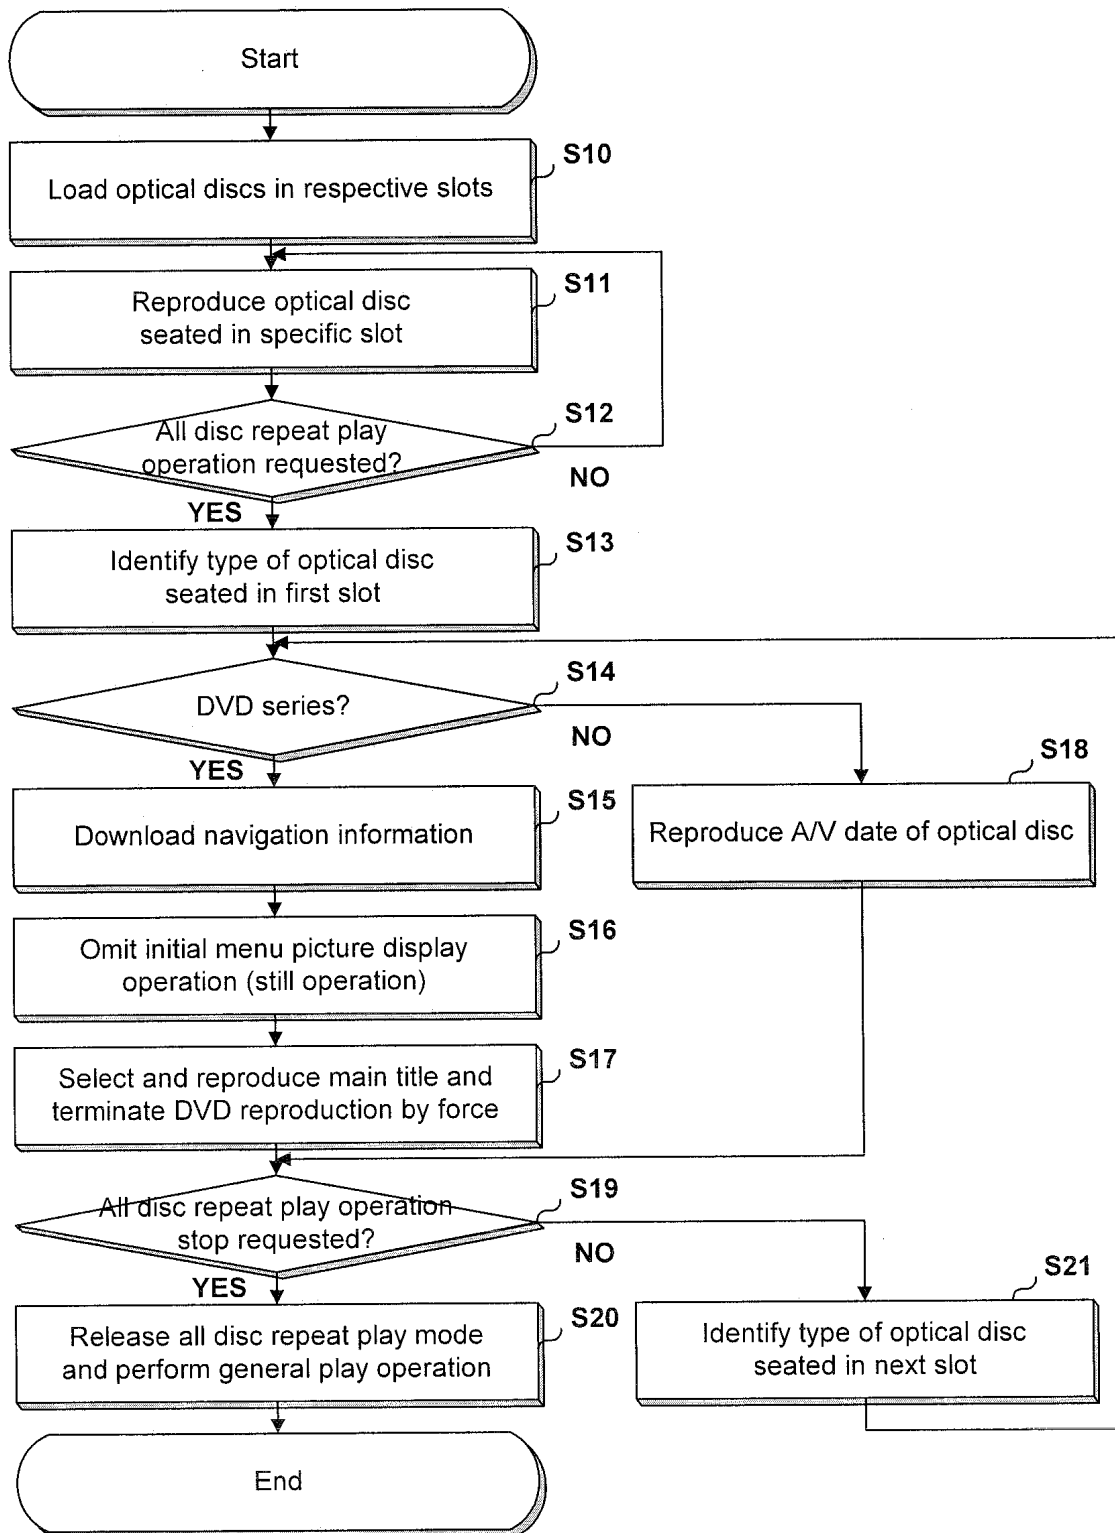 Start
S10
Load optical discs in respective slots
S11
Reproduce optical disc
seated in specific slot
S12
All disc repeat play
operation requested?
NO
YES
S13
Identify type of optical disc
seated in first slot
S14
DVD series?
NO
YES
S18
S15
Download navigation information
Reproduce A/V date of optical disc
S16
Omit initial menu picture display
operation (still operation)
S17
Select and reproduce main title and
terminate DVD reproduction by force
S19
All disc repeat play operation
stop requested?
NO
YES
S21
S20
Release all disc repeat play mode
and perform general play operation
Identify type of optical disc
seated in next slot
End